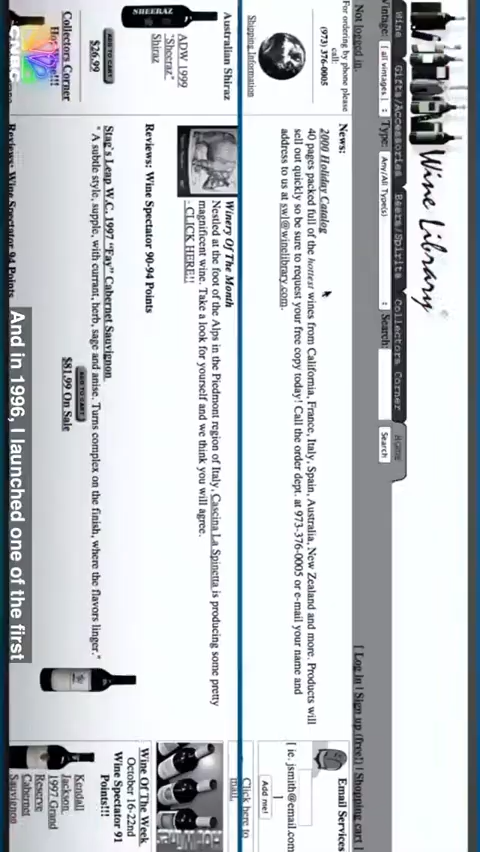 Wine Library
Wine Gifts/Accessories Beers/Spirits Collectors Corner Home
Vintage: [ all vintages ] Type: Any/All Type(s) Search: Search
Not logged in. [ Log in | Sign up (free!) | Shopping cart ]
For ordering by phone please
call:
(973) 376-0005
Shipping Information
Australian Shiraz
SHEERAZ
ADW 1999
"Sheeraz"
Shiraz
ADD TO CART
$26.99
Collectors Corner
News:
2000 Holiday Catalog
40 pages packed full of the hottest wines from California, France, Italy, Spain, Australia, New Zealand and more. Products will
sell out quickly so be sure to request your free copy today! Call the order dept. at 973-376-0005 or e-mail your name and
address to us at swl@winelibrary.com.
Winery Of The Month
Nestled at the foot of the Alps in the Piedmont region of Italy, Cascina La Spinetta is producing some pretty
magnificent wine. Take a look for yourself and we think you will agree.
- CLICK HERE!!
Reviews: Wine Spectator 90-94 Points
Stag's Leap W.C. 1997 "Fay" Cabernet Sauvignon
" A subtle style, supple, with currant, herb, sage and anise. Turns complex on the finish, where the flavors linger."
ADD TO CART
$81.99 On Sale
Reviews: Wine Spectator 94 Points
Email Services
[ ie. jsmith@email.com
Add me!
Click here to
mail.
Wine Of The Week
October 16-22nd
Wine Spectator 91
Points!!!
Kendall
Jackson
1997 Grand
Reserve
Cabernet
Sauvignon
CNBC
And in 1996, I launched one of the first